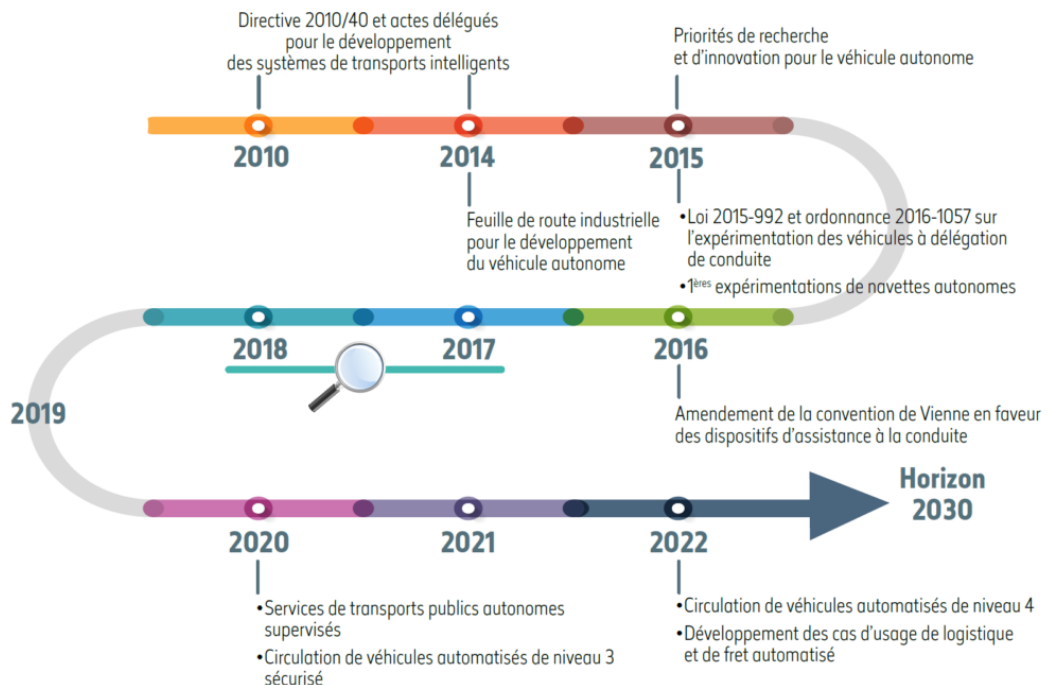 Directive 2010/40 et actes délégués
pour le développement
des systèmes de transports intelligents
Priorités de recherche
et d'innovation pour le véhicule autonome
2010
2014
2015
Feuille de route industrielle
pour le développement
du véhicule autonome
•Loi 2015-992 et ordonnance 2016-1057 sur
l'expérimentation des véhicules à délégation
de conduite
•1ères expérimentations de navettes autonomes
2018
2017
2016
Amendement de la convention de Vienne en faveur
des dispositifs d'assistance à la conduite
2019
Horizon
2030
2020
2021
2022
•Services de transports publics autonomes
supervisés
•Circulation de véhicules automatisés de niveau 3
sécurisé
•Circulation de véhicules automatisés de niveau 4
•Développement des cas d'usage de logistique
et de fret automatisé